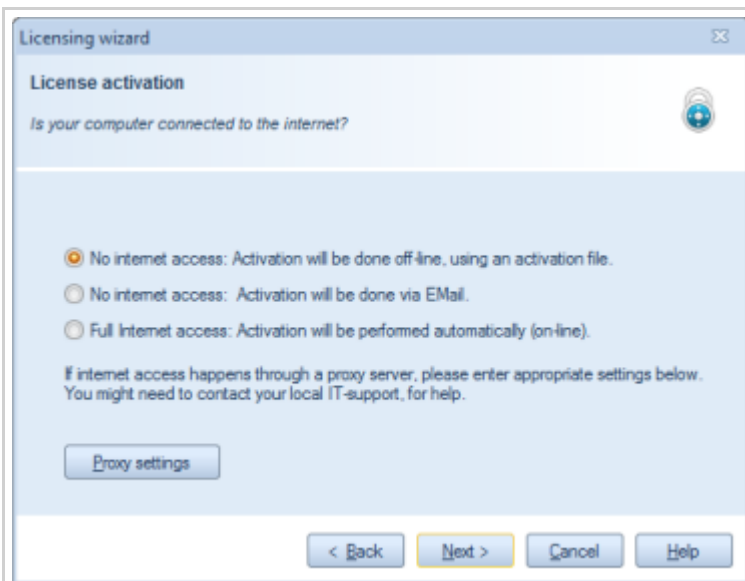 Licensing wizard
License activation
Is your computer connected to the internet?
No internet access: Activation will be done off-line, using an activation file.
No internet access:  Activation will be done via EMail.
Full Internet access: Activation will be performed automatically (on-line).
If internet access happens through a proxy server, please enter appropriate settings below.
You might need to contact your local IT-support, for help.
Proxy settings
< Back
Next >
Cancel
Help